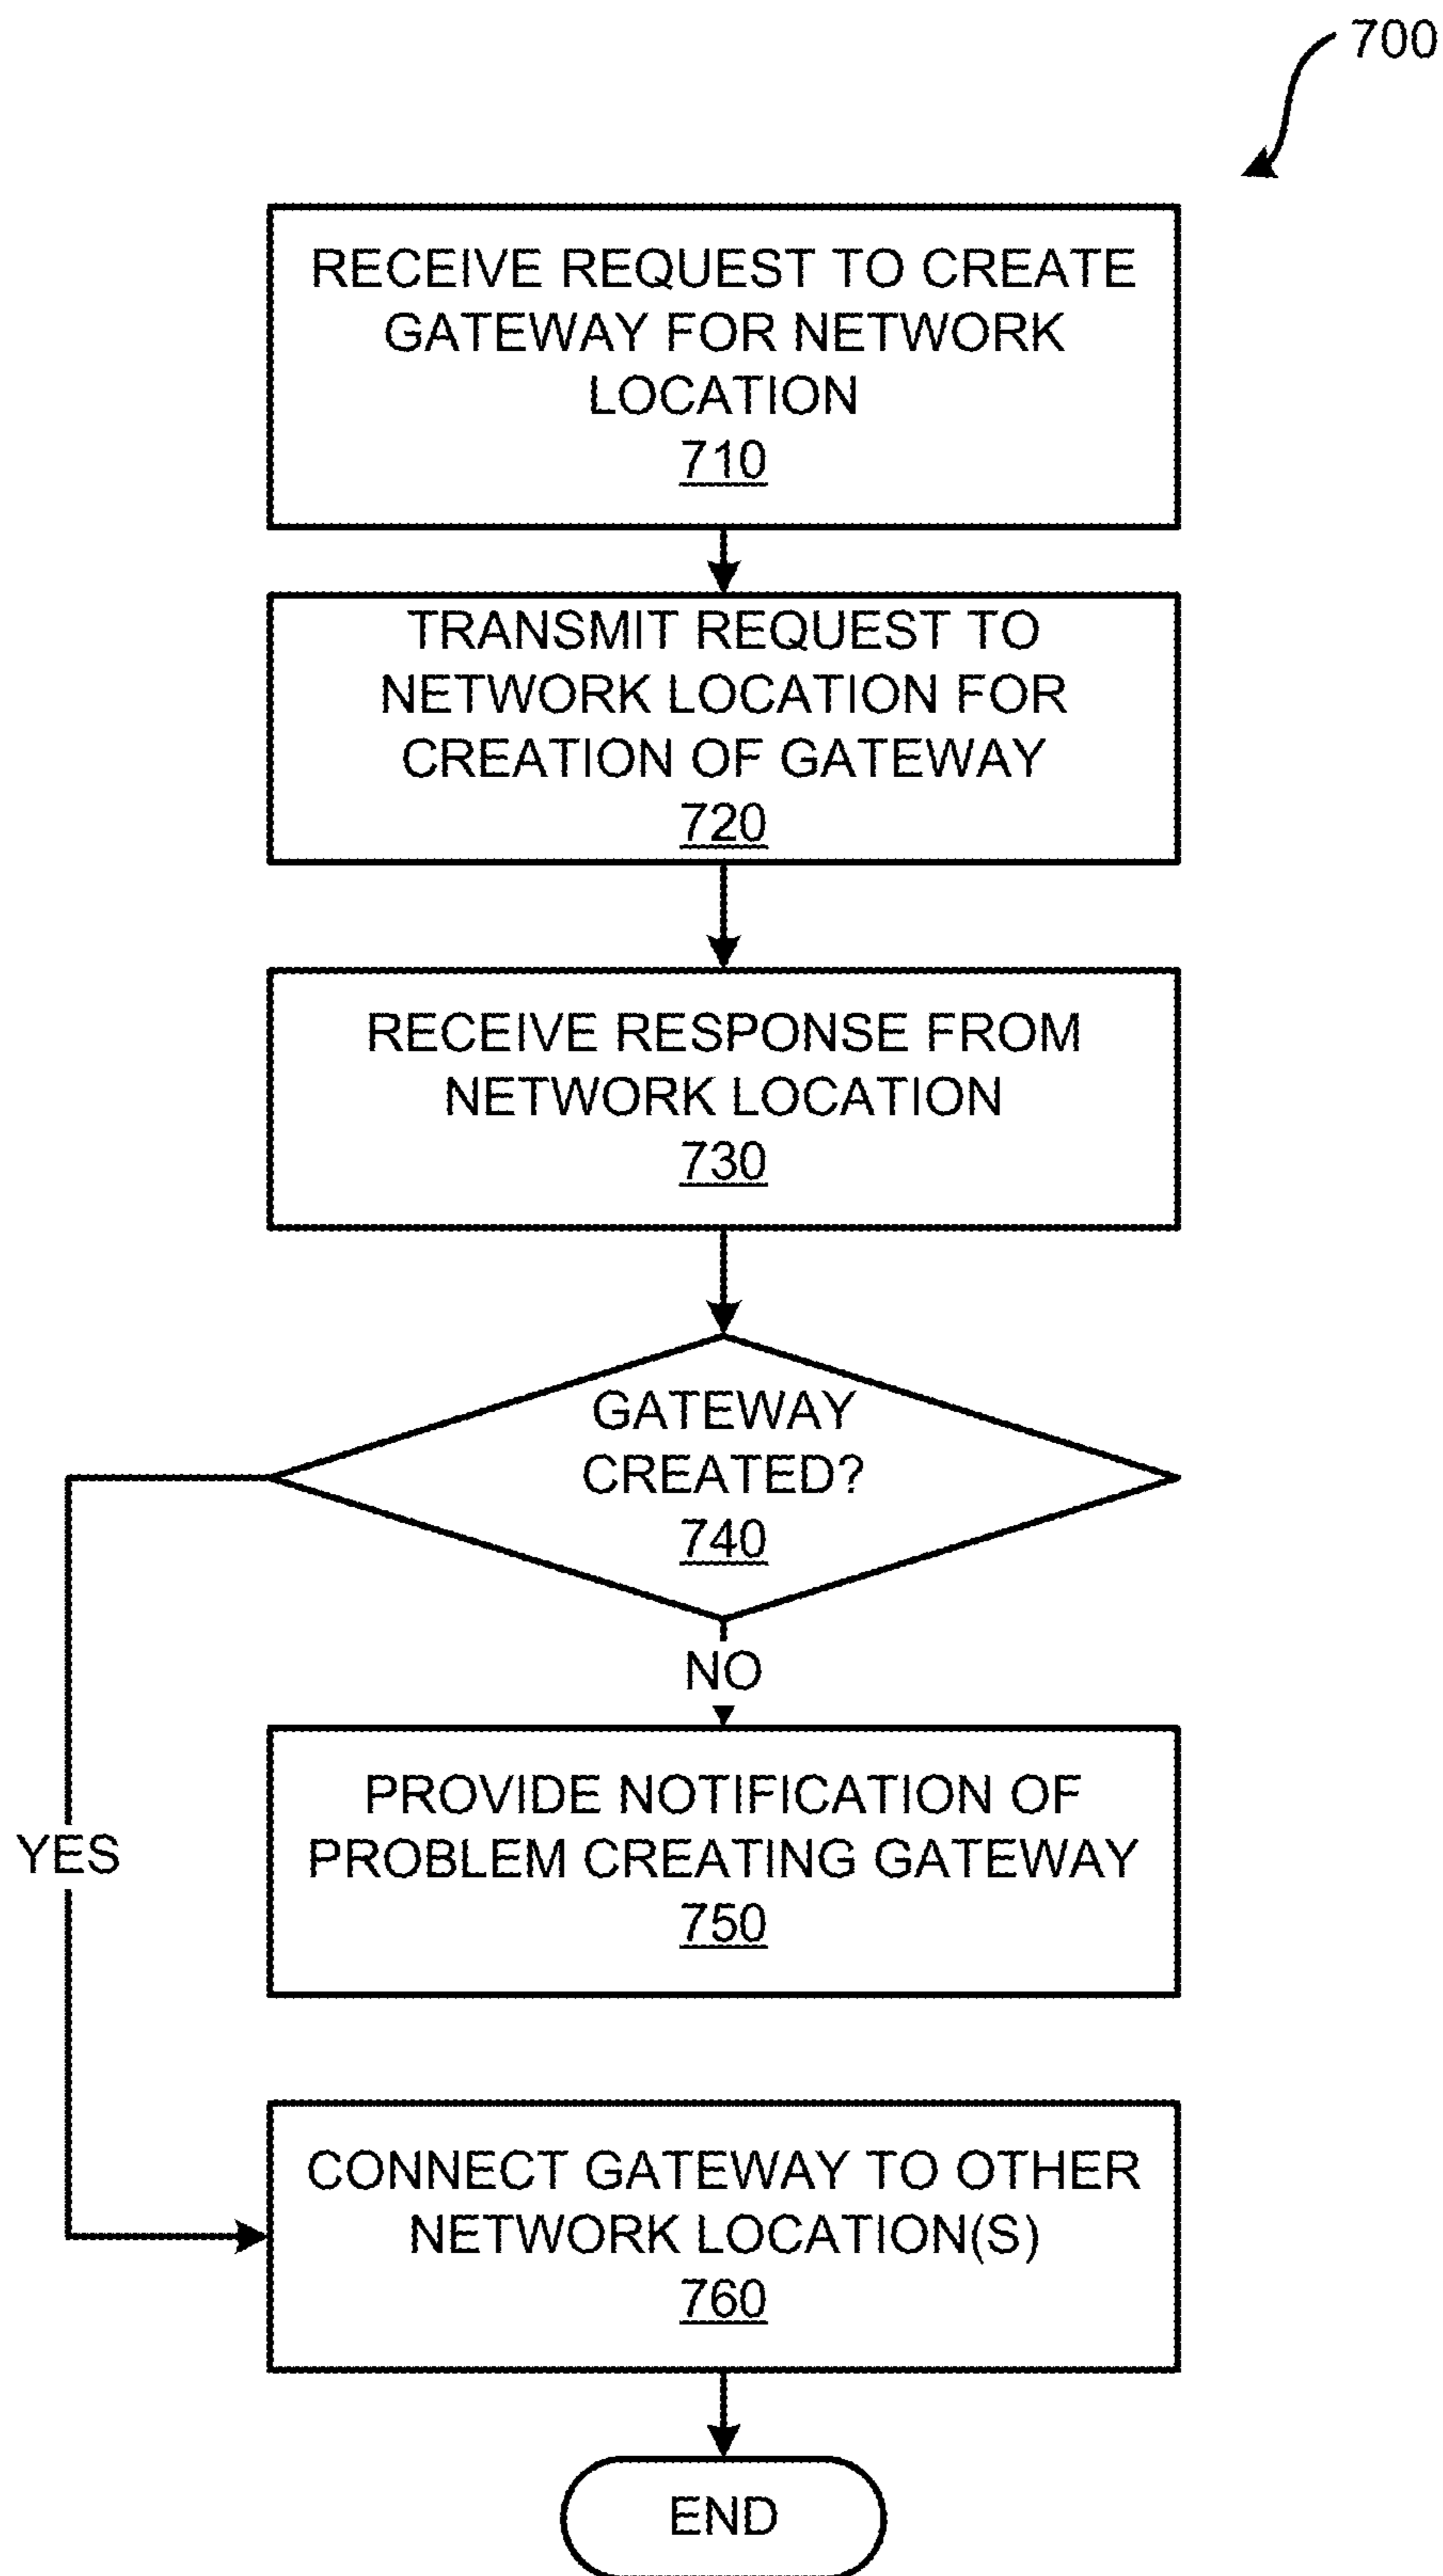 700
RECEIVE REQUEST TO CREATE
GATEWAY FOR NETWORK
LOCATION
710
TRANSMIT REQUEST TO
NETWORK LOCATION FOR
CREATION OF GATEWAY
720
RECEIVE RESPONSE FROM
NETWORK LOCATION
730
GATEWAY
CREATED?
740
NO
PROVIDE NOTIFICATION OF
PROBLEM CREATING GATEWAY
750
YES
CONNECT GATEWAY TO OTHER
NETWORK LOCATION(S)
760
END